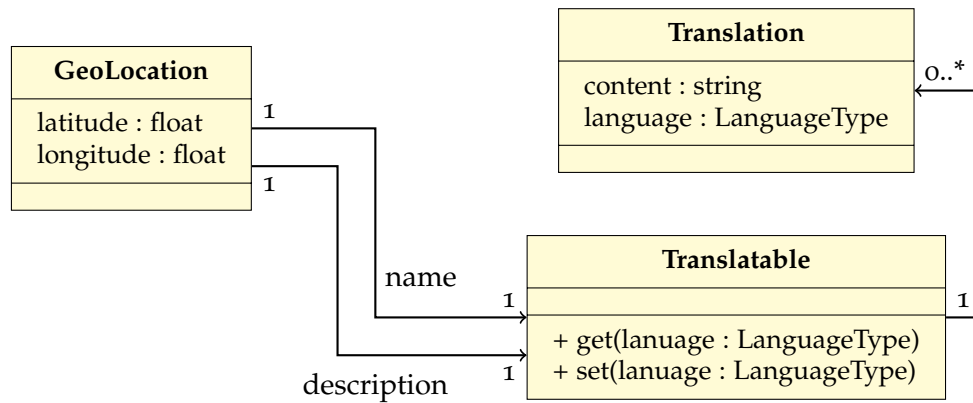 GeoLocation
latitude : float
longitude : float
1
1
Translation
content : string
language : LanguageType
0..*
name
description
1
1
Translatable
+ get(lanuage : LanguageType)
+ set(lanuage : LanguageType)
1